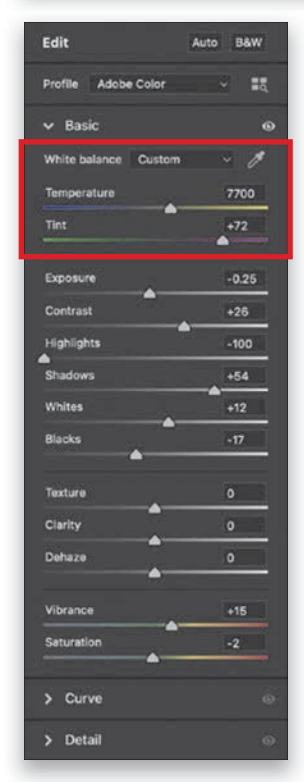 Edit Auto B&W
Profile Adobe Color
Basic
White balance Custom
Temperature 7700
Tint +72
Exposure -0.25
Contrast +26
Highlights -100
Shadows +54
Whites +12
Blacks -17
Texture 0
Clarity 0
Dehaze 0
Vibrance +15
Saturation -2
Curve
Detail